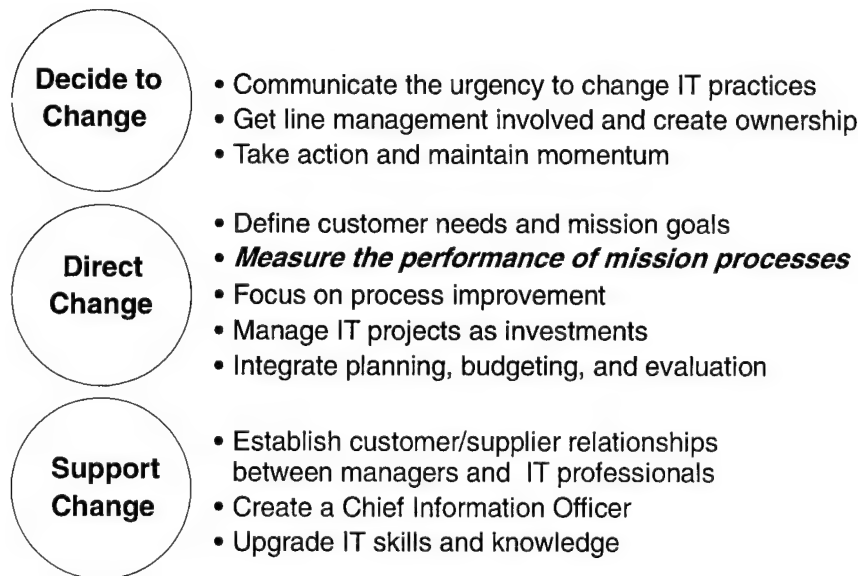 Decide to
Change
• Communicate the urgency to change IT practices
• Get line management involved and create ownership
• Take action and maintain momentum
Direct
Change
• Define customer needs and mission goals
• Measure the performance of mission processes
• Focus on process improvement
• Manage IT projects as investments
• Integrate planning, budgeting, and evaluation
Support
Change
• Establish customer/supplier relationships
between managers and IT professionals
• Create a Chief Information Officer
• Upgrade IT skills and knowledge